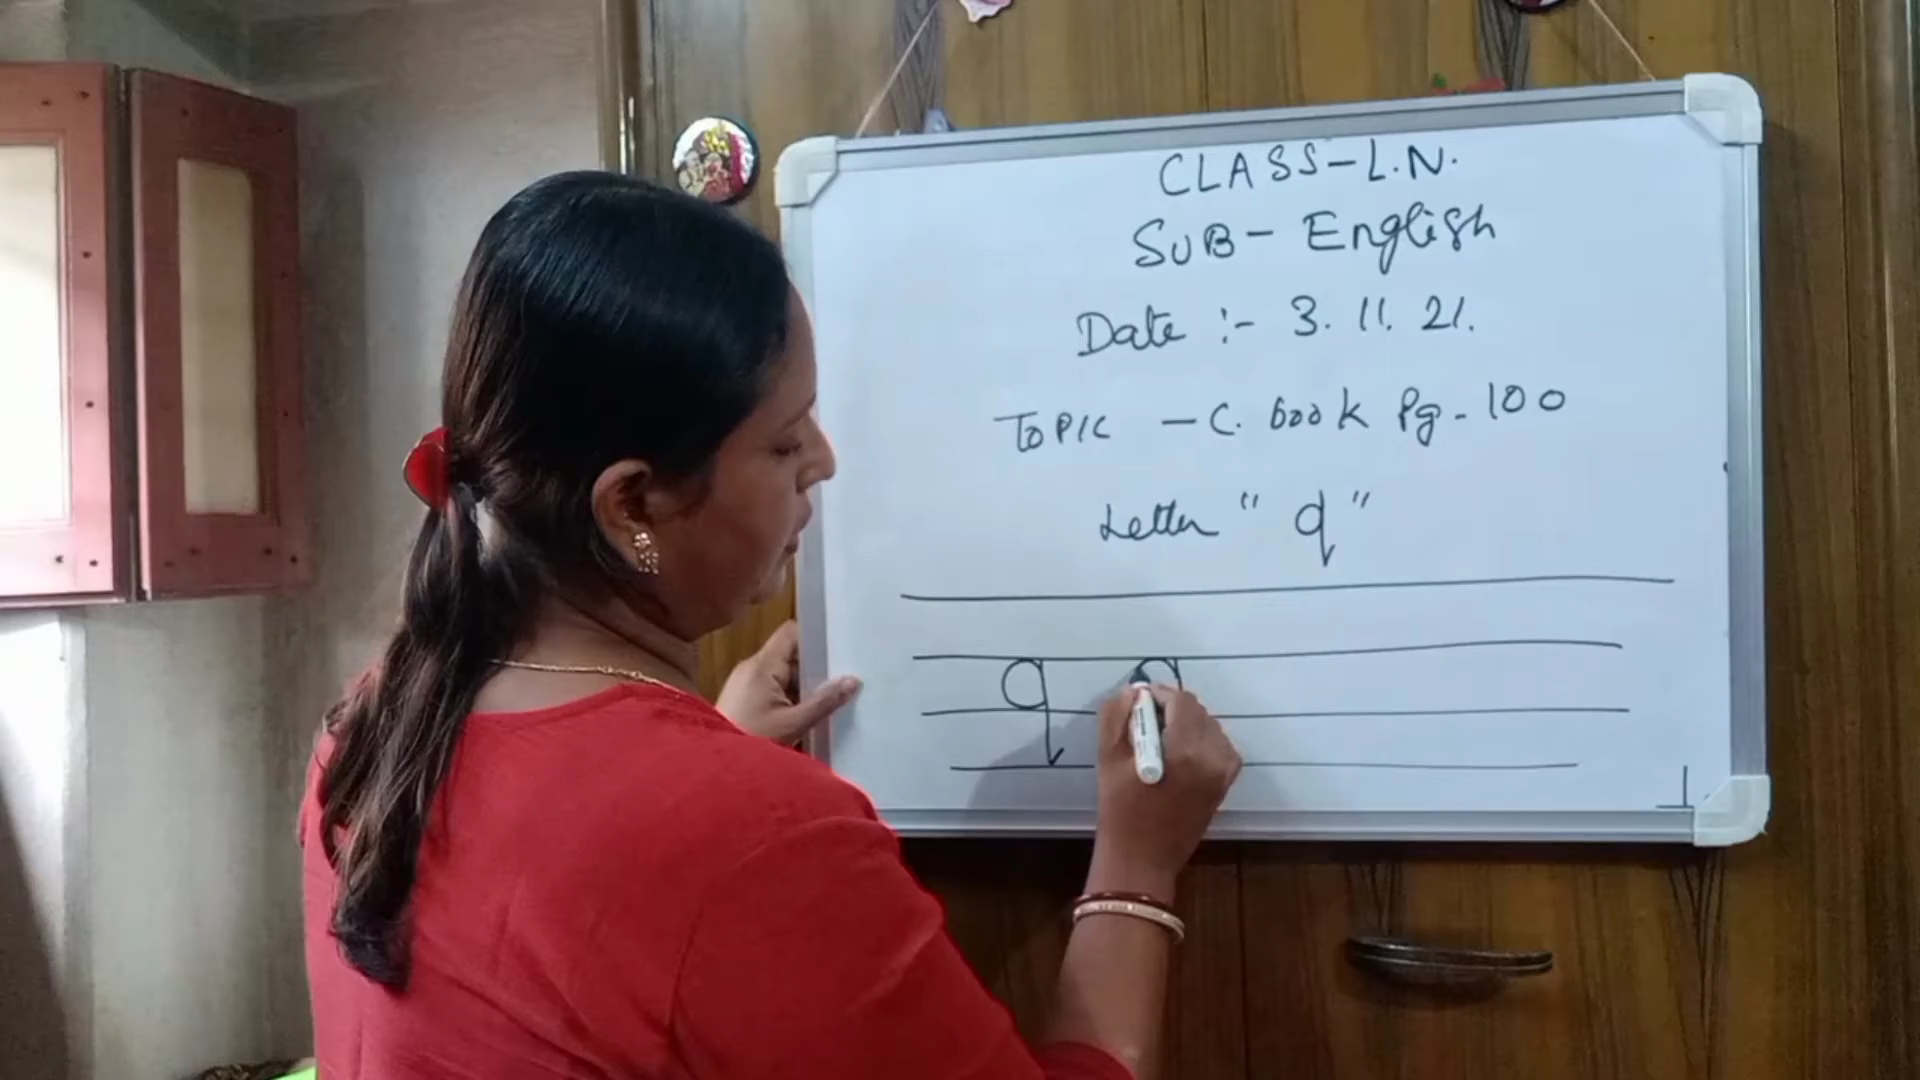 CLASS-L.N.
SUB- English
Date :- 3. 11. 21.
TOPIC - C. book Pg- 100
Letter " q "
q